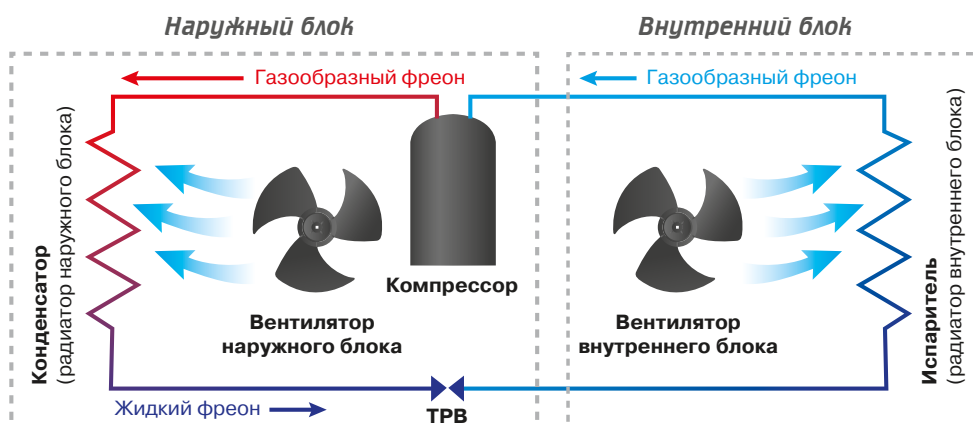 Наружный блок
Внутренний блок
Газообразный фреон
Газообразный фреон
Конденсатор
(радиатор наружного блока)
Компрессор
Вентилятор
наружного блока
Вентилятор
внутреннего блока
Испаритель
(радиатор внутреннего блока)
Жидкий фреон
ТРВ